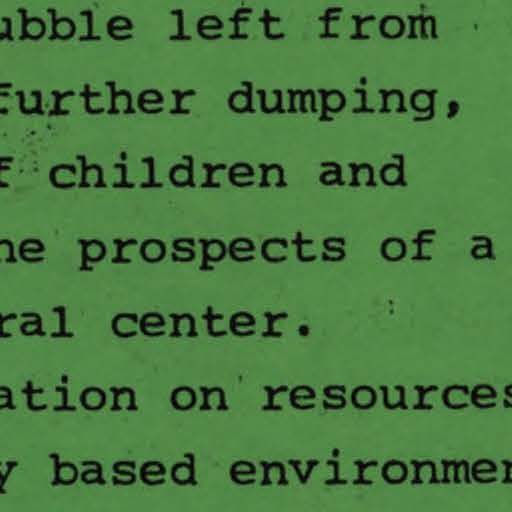 ubble left from
further dumping,
f children and
he prospects of a
ral center.
ation on resources
y based environmen